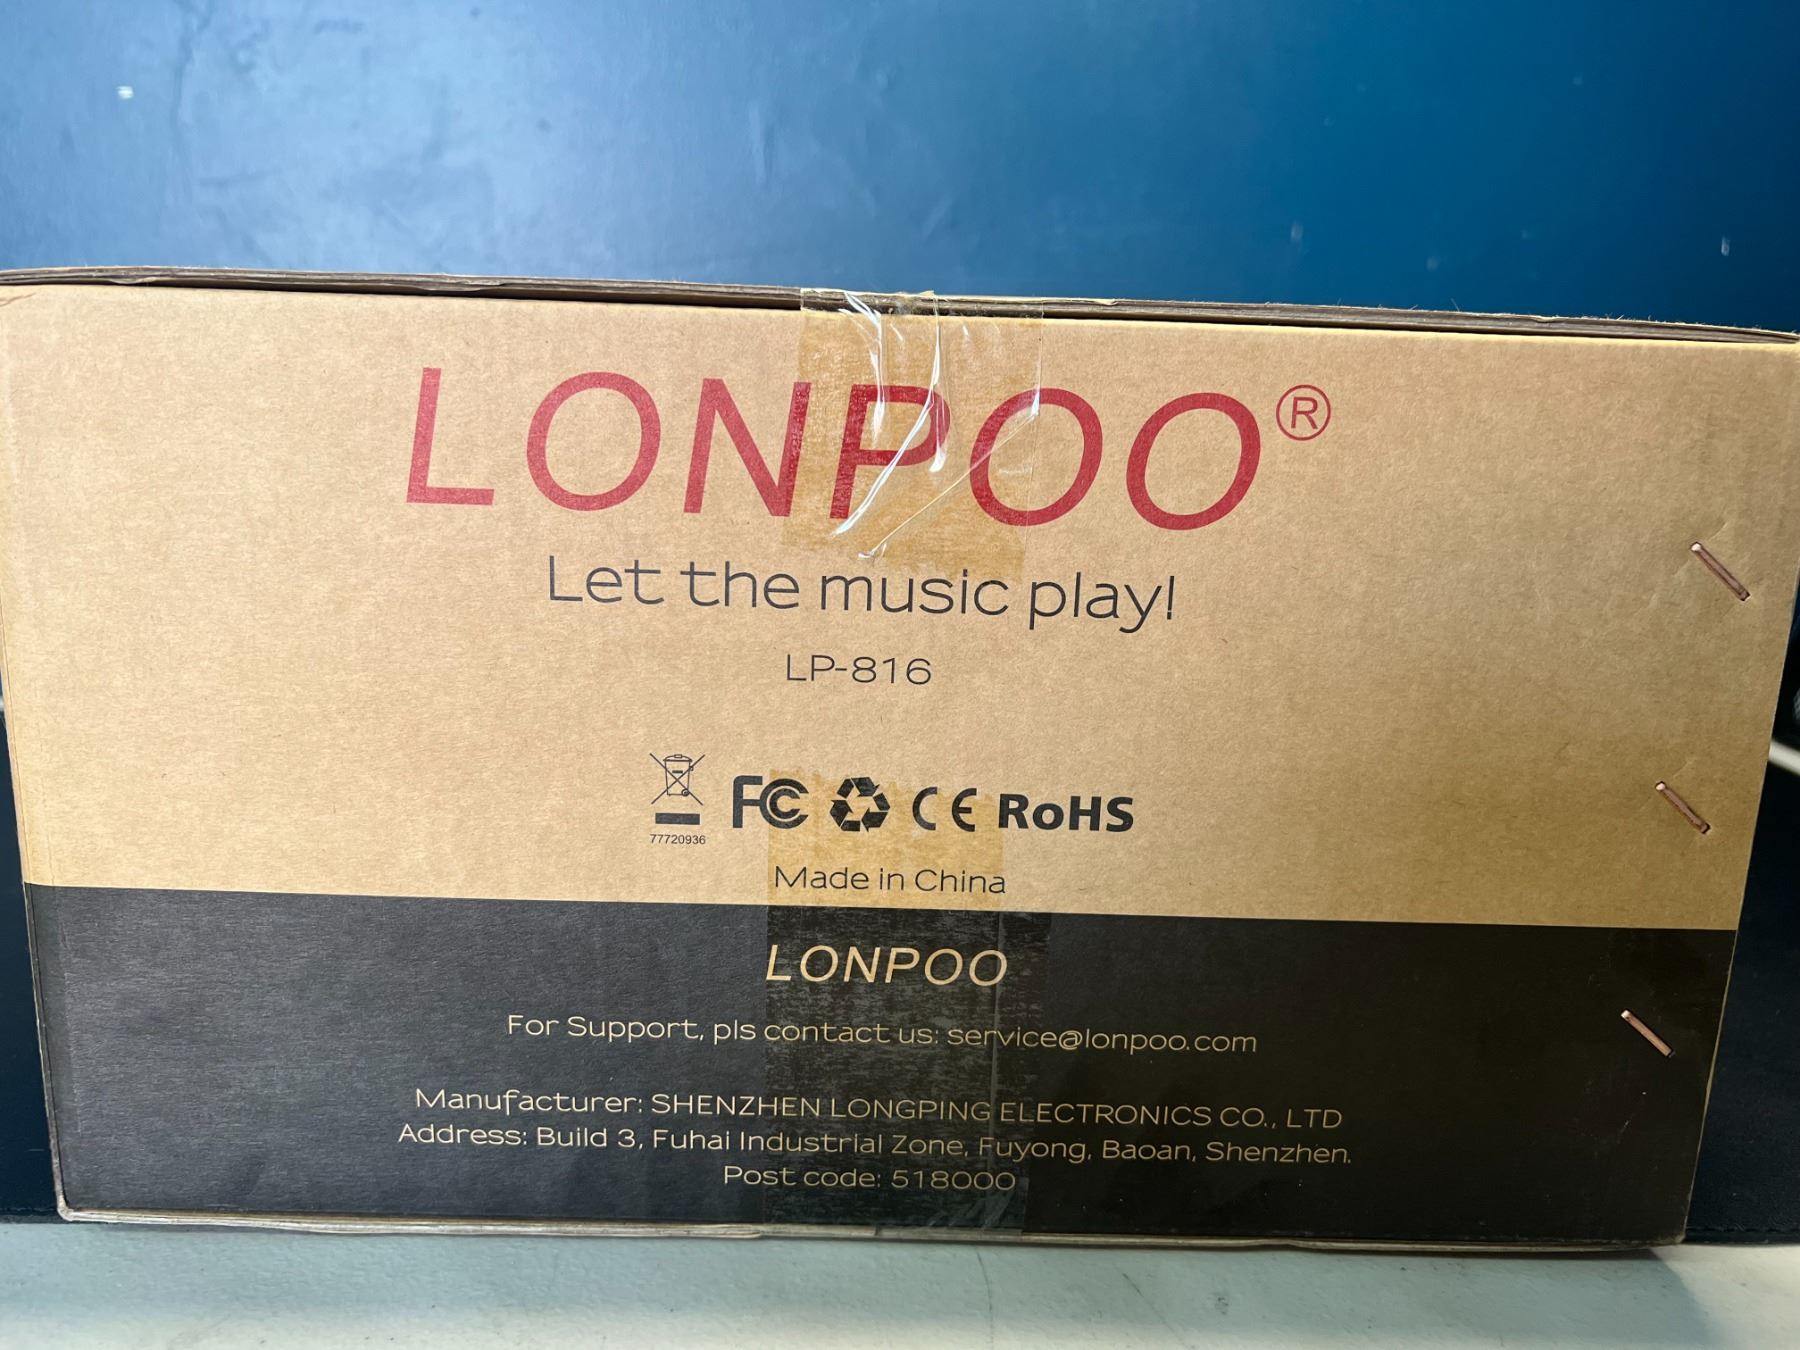 LONPOO®
Let the music play!
LP-816
FC CE RoHS
77720936
Made in China
LONPOO
For Support, pls contact us: service@lonpoo.com
Manufacturer: SHENZHEN LONGPING ELECTRONICS CO., LTD
Address: Build 3, Fuhai Industrial Zone, Fuyong, Baoan, Shenzhen.
Post code: 518000